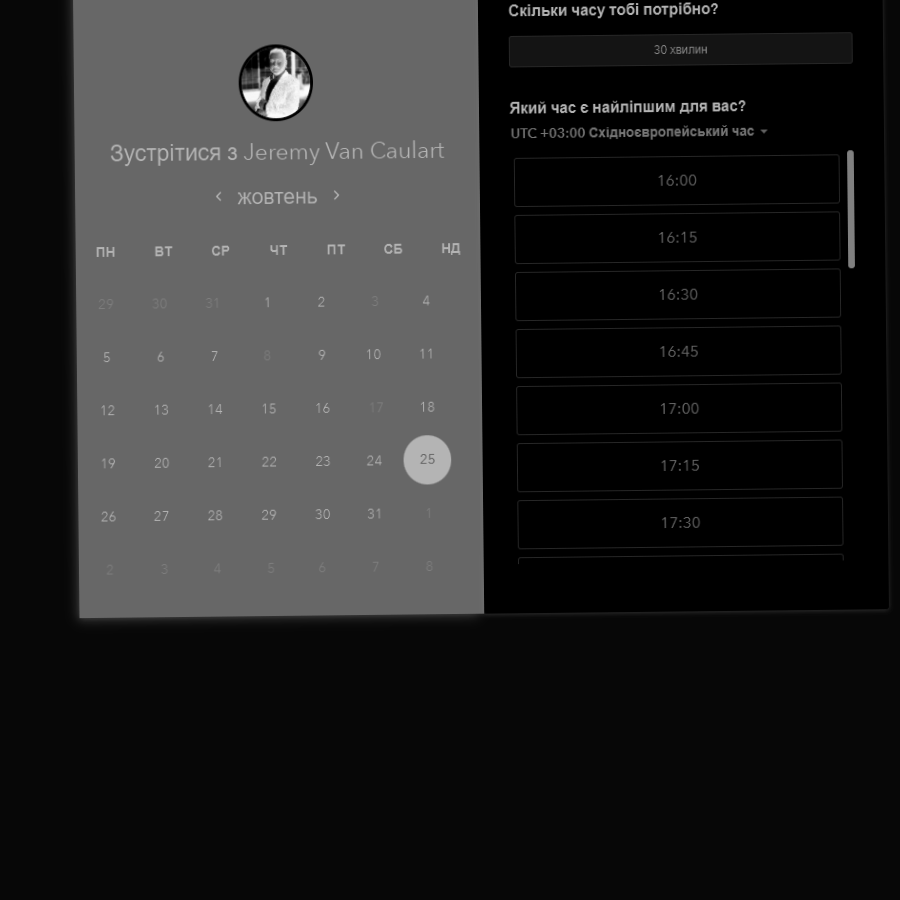 Зустрітися з Jeremy Van Caulart
‹ жовтень ›
ПН ВТ СР ЧТ ПТ СБ НД
29 30 31 1 2 3 4
5 6 7 8 9 10 11
12 13 14 15 16 17 18
19 20 21 22 23 24 25
26 27 28 29 30 31 1
2 3 4 5 6 7 8
Скільки часу тобі потрібно?
30 хвилин
Який час є найліпшим для вас?
UTC +03:00 Східноєвропейський час
16:00
16:15
16:30
16:45
17:00
17:15
17:30